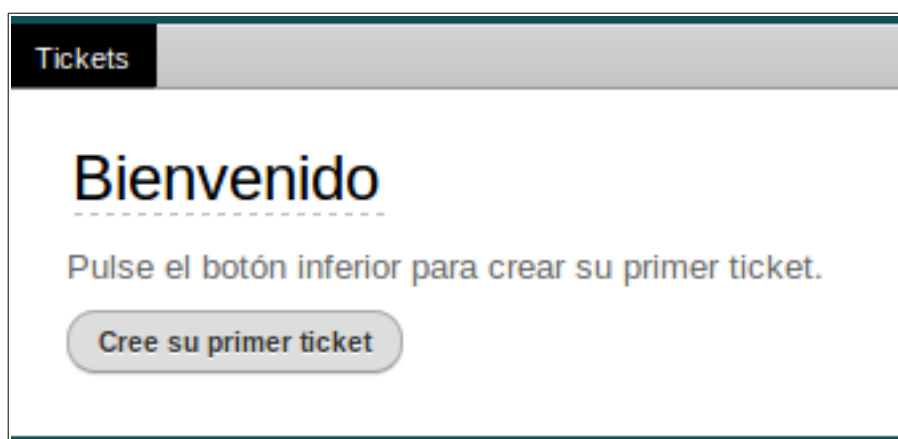 Tickets
Bienvenido
Pulse el botón inferior para crear su primer ticket.
Cree su primer ticket